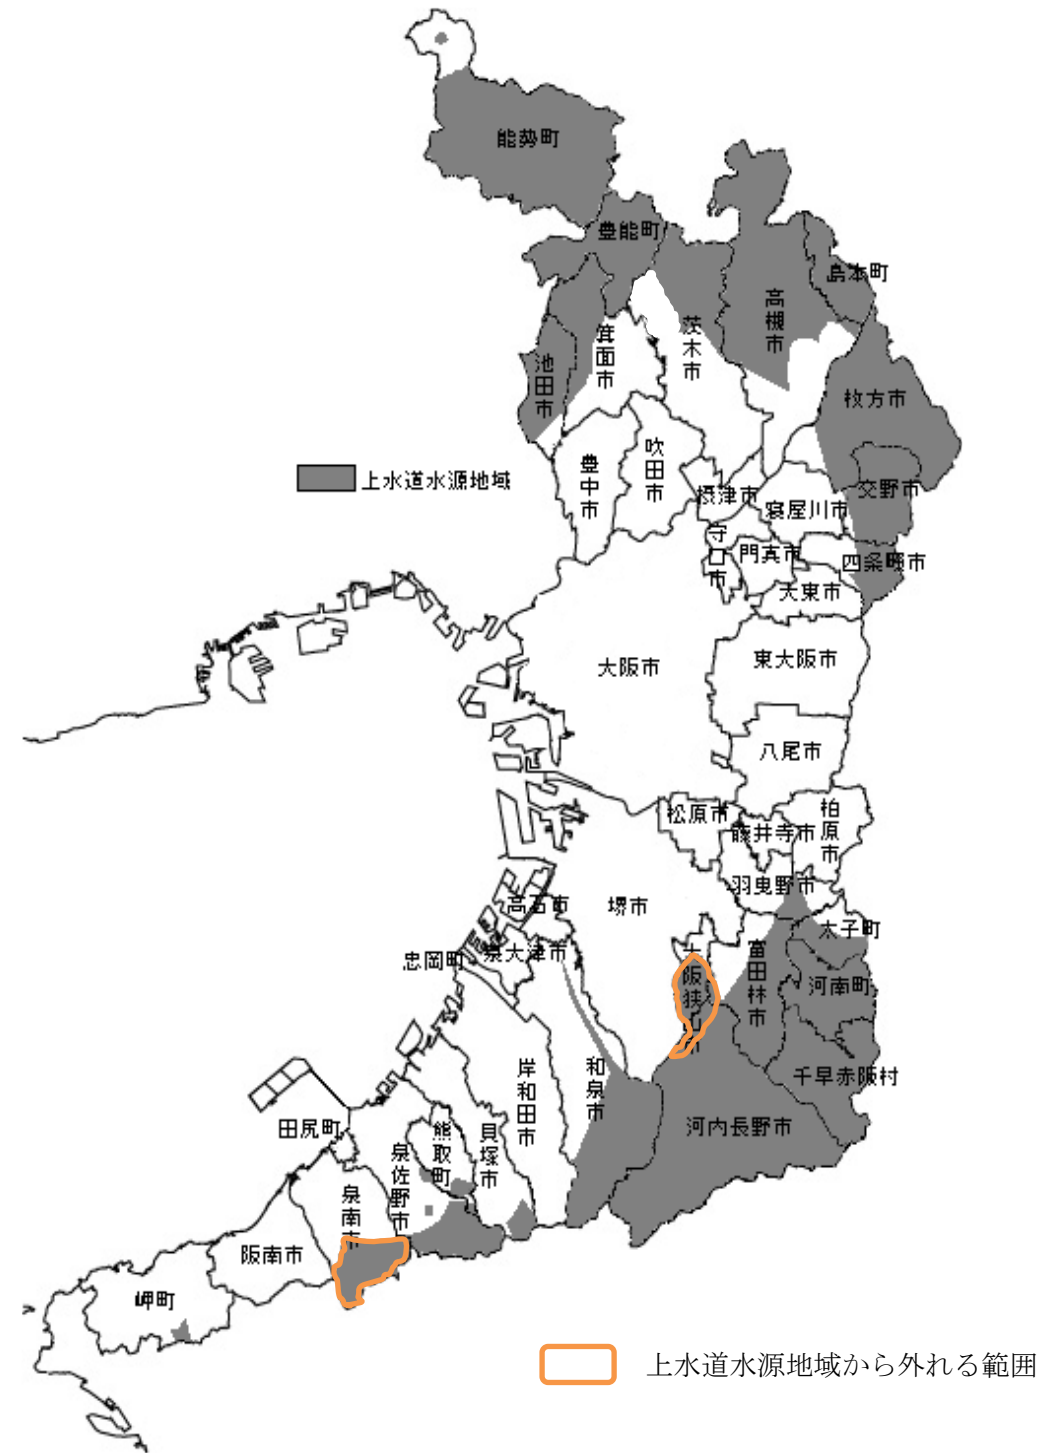 能勢町
豊能町
島本町
高槻市
茨木市
箕面市
池田市
枚方市
吹田市
豊中市
上水道水源地域
摂津市
交野市
寝屋川市
守口市
門真市
四条畷市
大東市
大阪市
東大阪市
八尾市
松原市
柏原市
藤井寺市
羽曳野市
高石市
堺市
太子町
泉大津市
忠岡町
富田林市
大阪狭山市
河南町
千早赤阪村
和泉市
岸和田市
河内長野市
田尻町
熊取町
貝塚市
泉佐野市
泉南市
阪南市
岬町
上水道水源地域から外れる範囲